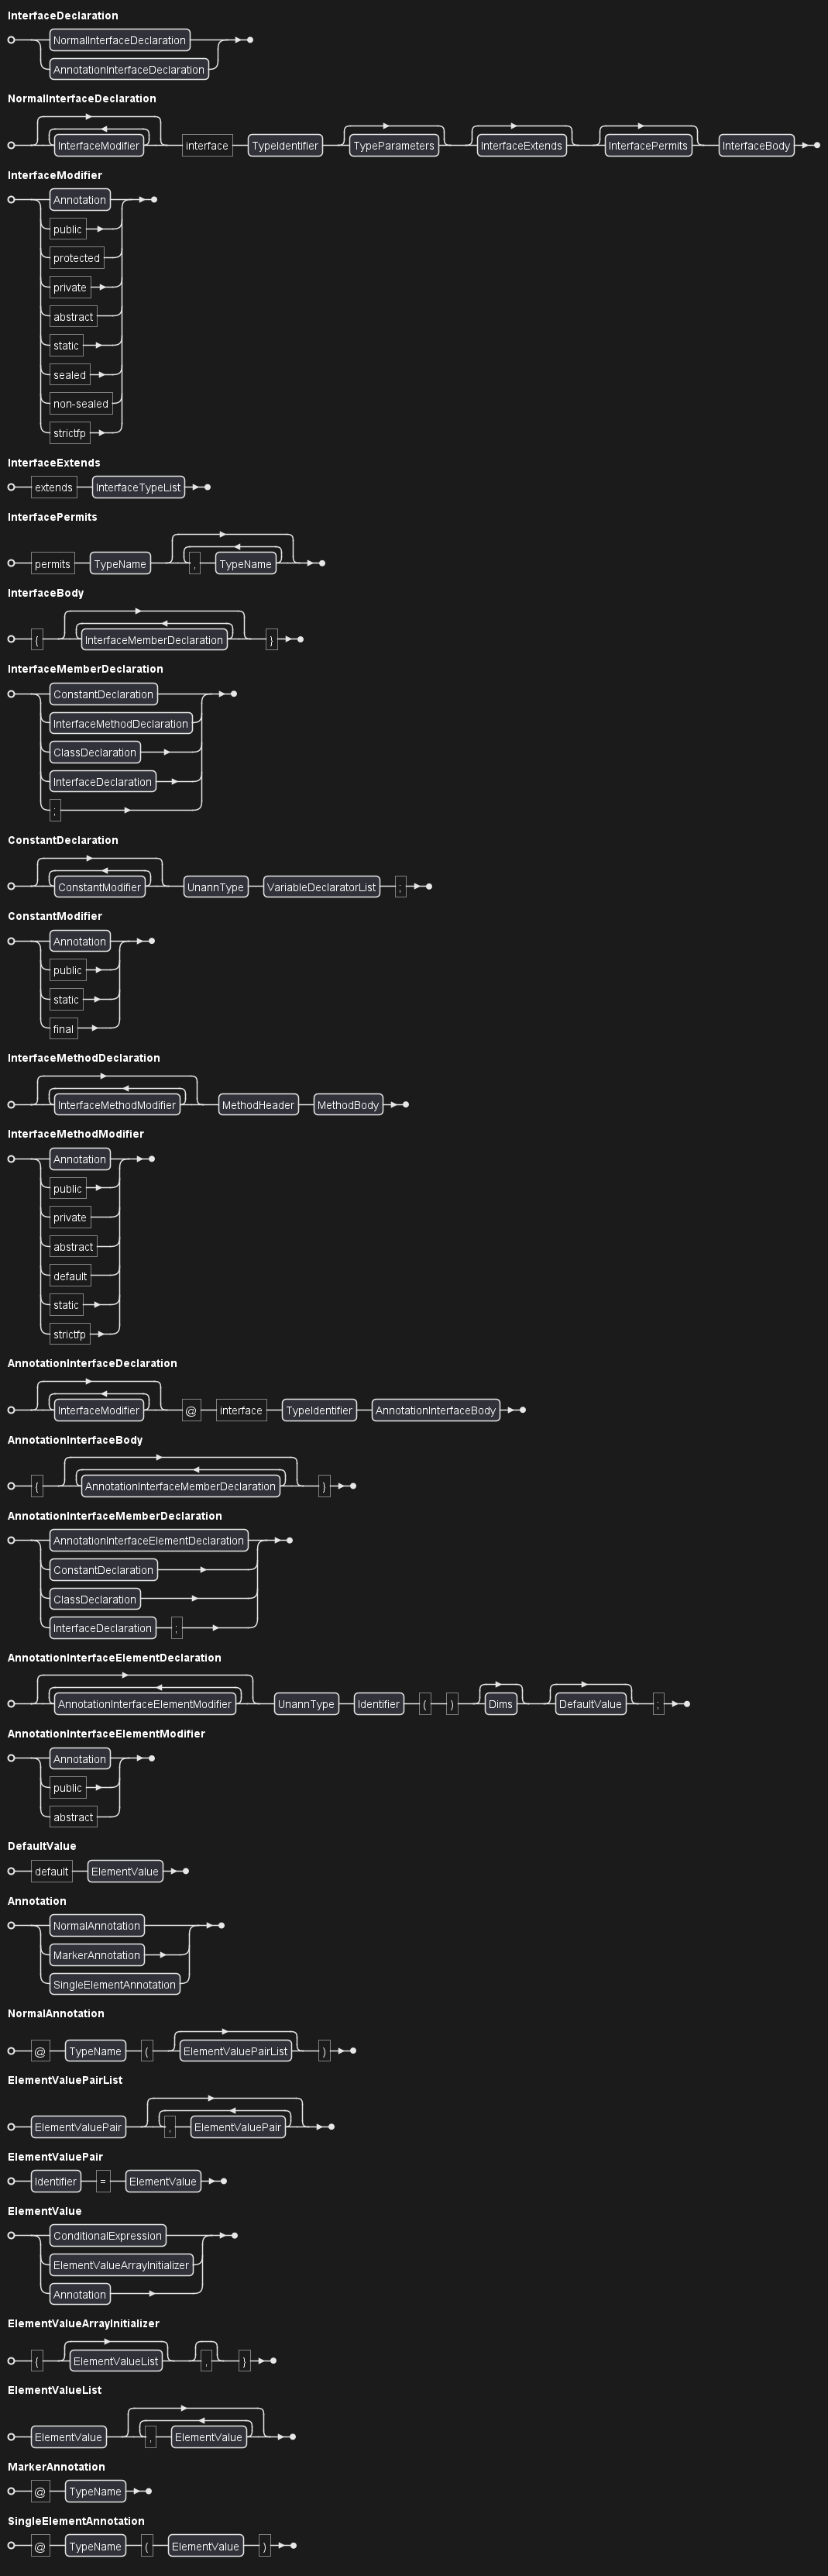 InterfaceDeclaration
NormalInterfaceDeclaration
AnnotationInterfaceDeclaration
NormalInterfaceDeclaration
InterfaceModifier interface TypeIdentifier TypeParameters InterfaceExtends InterfacePermits InterfaceBody
InterfaceModifier
Annotation
public
protected
private
abstract
static
sealed
non-sealed
strictfp
InterfaceExtends
extends InterfaceTypeList
InterfacePermits
permits TypeName , TypeName
InterfaceBody
{ InterfaceMemberDeclaration }
InterfaceMemberDeclaration
ConstantDeclaration
InterfaceMethodDeclaration
ClassDeclaration
InterfaceDeclaration
;
ConstantDeclaration
ConstantModifier UnannType VariableDeclaratorList ;
ConstantModifier
Annotation
public
static
final
InterfaceMethodDeclaration
InterfaceMethodModifier MethodHeader MethodBody
InterfaceMethodModifier
Annotation
public
private
abstract
default
static
strictfp
AnnotationInterfaceDeclaration
InterfaceModifier @ interface TypeIdentifier AnnotationInterfaceBody
AnnotationInterfaceBody
{ AnnotationInterfaceMemberDeclaration }
AnnotationInterfaceMemberDeclaration
AnnotationInterfaceElementDeclaration
ConstantDeclaration
ClassDeclaration
InterfaceDeclaration ;
AnnotationInterfaceElementDeclaration
AnnotationInterfaceElementModifier UnannType Identifier ( ) Dims DefaultValue ;
AnnotationInterfaceElementModifier
Annotation
public
abstract
DefaultValue
default ElementValue
Annotation
NormalAnnotation
MarkerAnnotation
SingleElementAnnotation
NormalAnnotation
@ TypeName ( ElementValuePairList )
ElementValuePairList
ElementValuePair , ElementValuePair
ElementValuePair
Identifier = ElementValue
ElementValue
ConditionalExpression
ElementValueArrayInitializer
Annotation
ElementValueArrayInitializer
{ ElementValueList , }
ElementValueList
ElementValue , ElementValue
MarkerAnnotation
@ TypeName
SingleElementAnnotation
@ TypeName ( ElementValue )